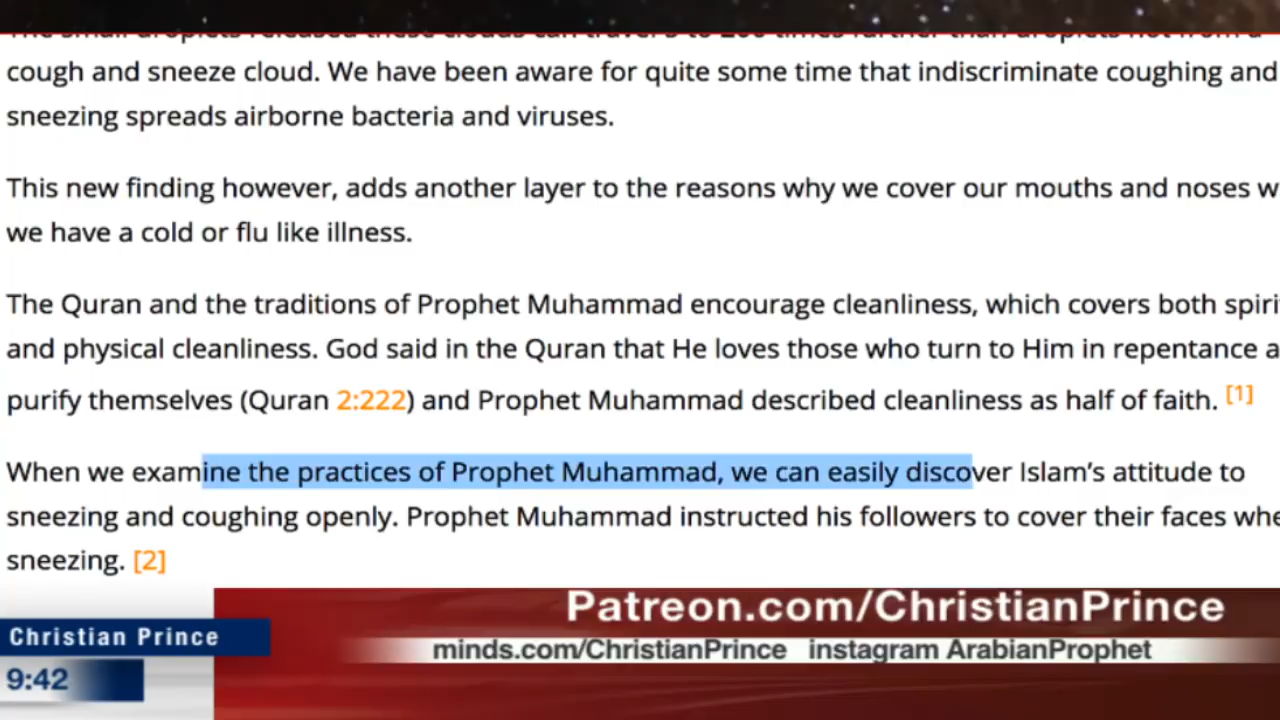 cough and sneeze cloud. We have been aware for quite some time that indiscriminate coughing and
sneezing spreads airborne bacteria and viruses.
This new finding however, adds another layer to the reasons why we cover our mouths and noses w
we have a cold or flu like illness.
The Quran and the traditions of Prophet Muhammad encourage cleanliness, which covers both spiri
and physical cleanliness. God said in the Quran that He loves those who turn to Him in repentance a
purify themselves (Quran 2:222) and Prophet Muhammad described cleanliness as half of faith. [1]
When we examine the practices of Prophet Muhammad, we can easily discover Islam’s attitude to
sneezing and coughing openly. Prophet Muhammad instructed his followers to cover their faces whe
sneezing. [2]
Patreon.com/ChristianPrince
Christian Prince
minds.com/ChristianPrince instagram ArabianProphet
9:42